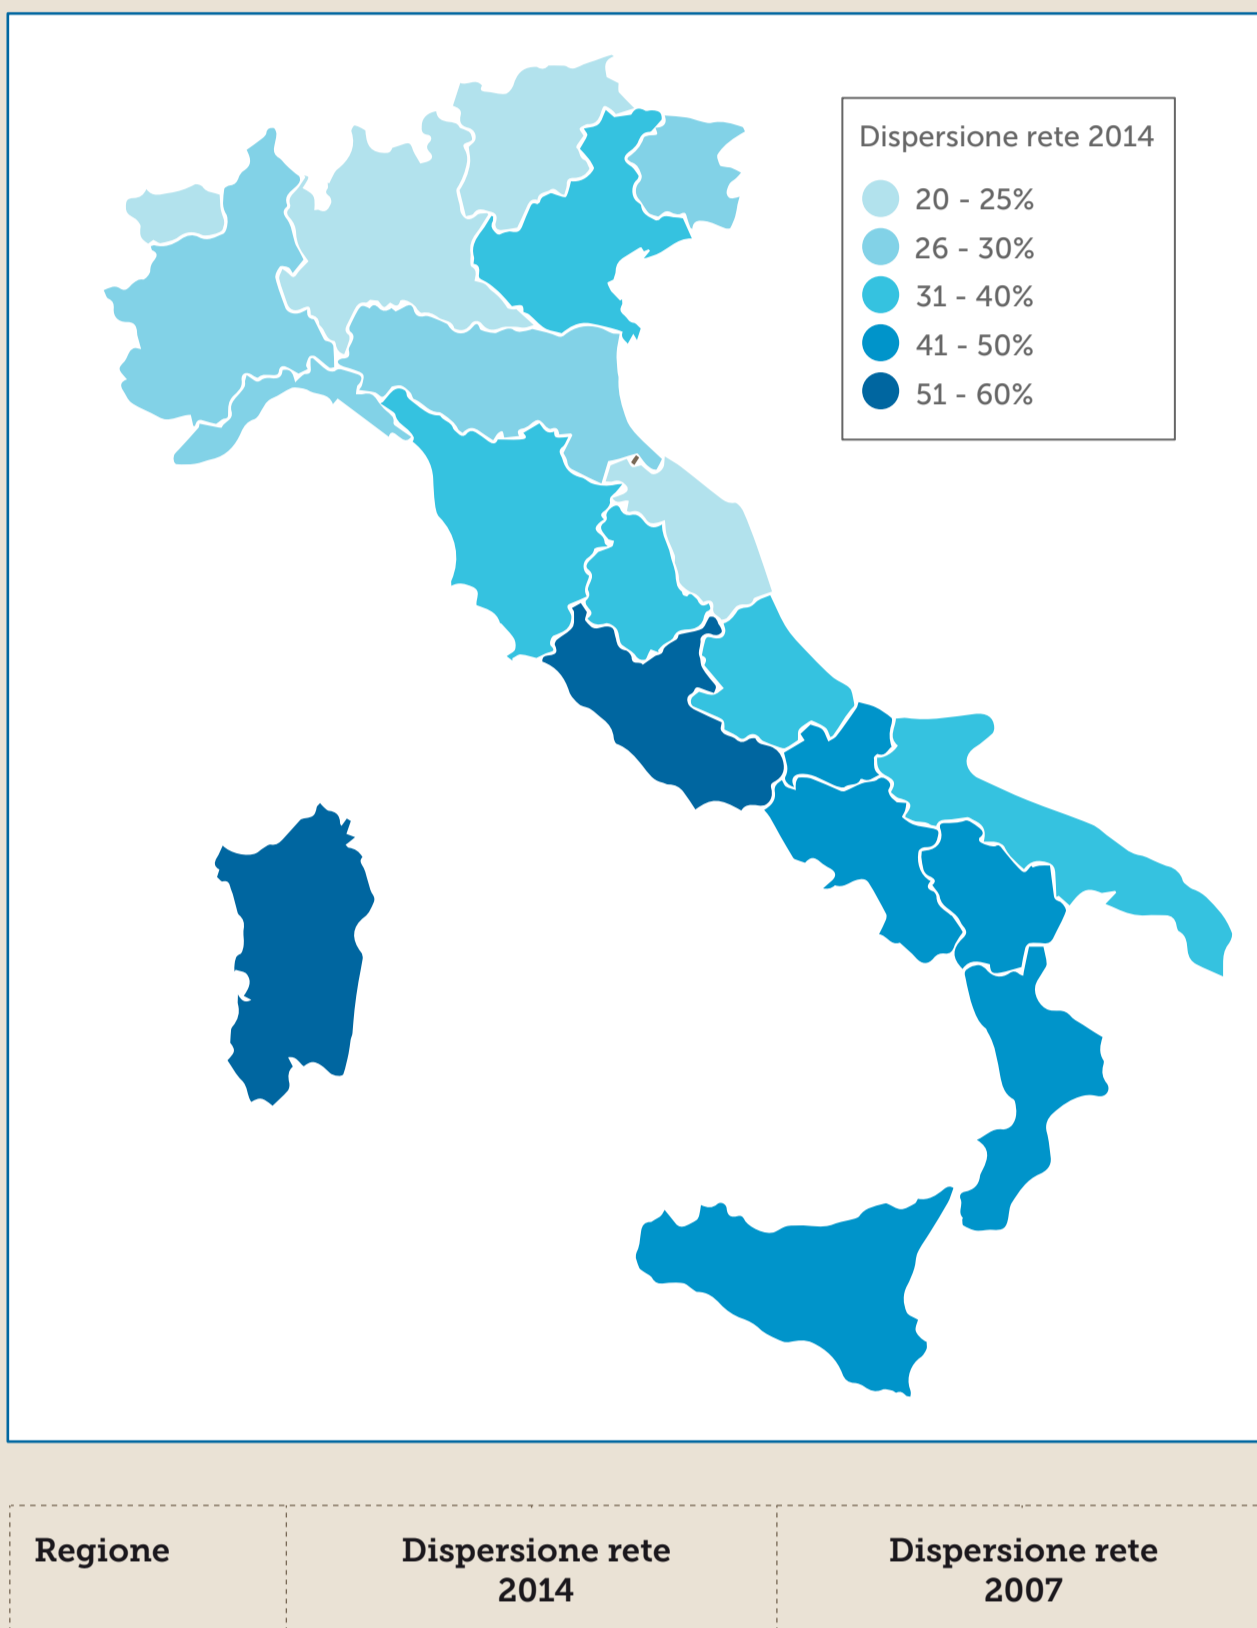 Dispersione rete 2014
20 - 25%
26 - 30%
31 - 40%
41 - 50%
51 - 60%
Regione
Dispersione rete
2014
Dispersione rete
2007